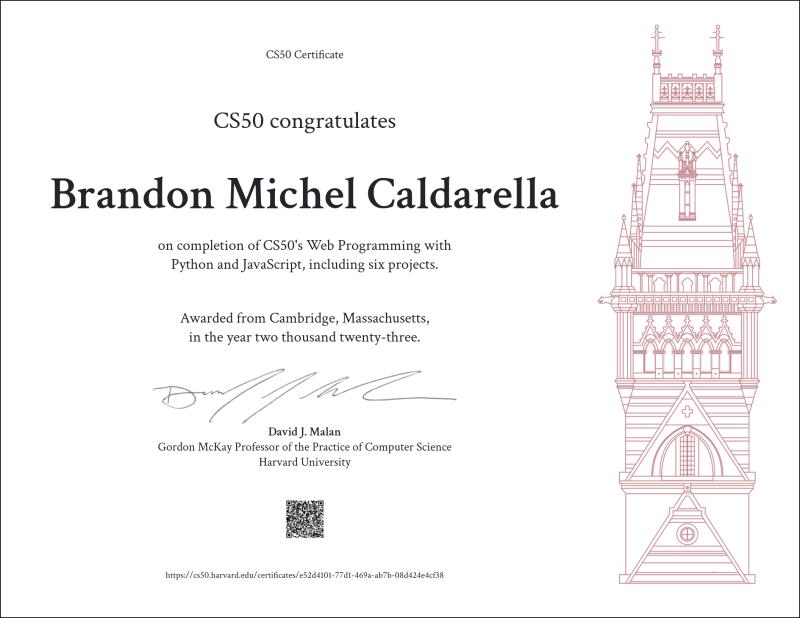 CS50 Certificate
CS50 congratulates
Brandon Michel Caldarella
on completion of CS50's Web Programming with
Python and JavaScript, including six projects.
Awarded from Cambridge, Massachusetts,
in the year two thousand twenty-three.
David J. Malan
Gordon McKay Professor of the Practice of Computer Science
Harvard University
https://cs50.harvard.edu/certificates/e52d4101-77d1-469a-ab7b-08d424e4cf38